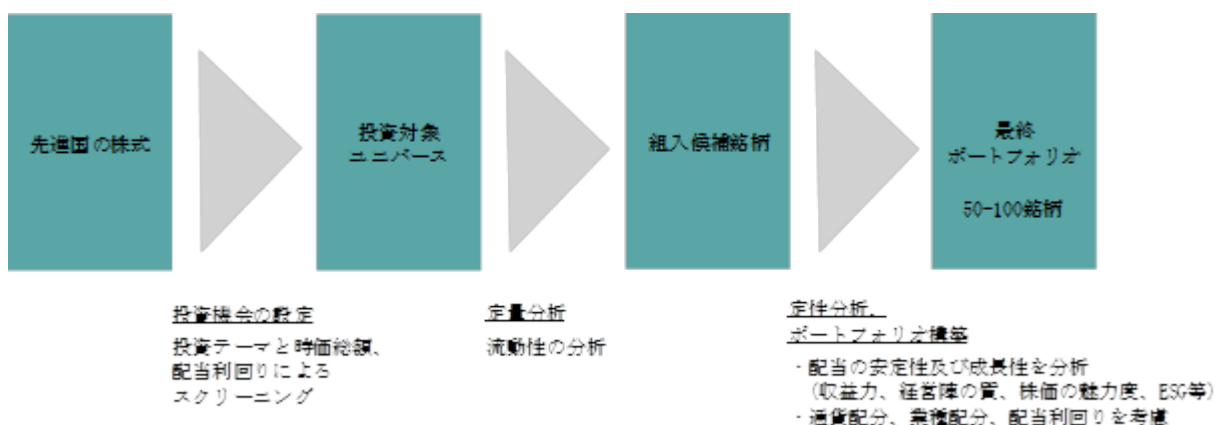 先進国の株式
投資対象
ユニバース
組入候補銘柄
最終
ポートフォリオ
50-100銘柄
投資機会の設定
投資テーマと時価総額、
配当利回りによる
スクリーニング
定量分析
流動性の分析
定性分析、
ポートフォリオ構築
・配当の安定性及び成長性を分析
(収益力、経営陣の質、株価の魅力度、ESG等)
・通貨配分、業種配分、配当利回りを考慮